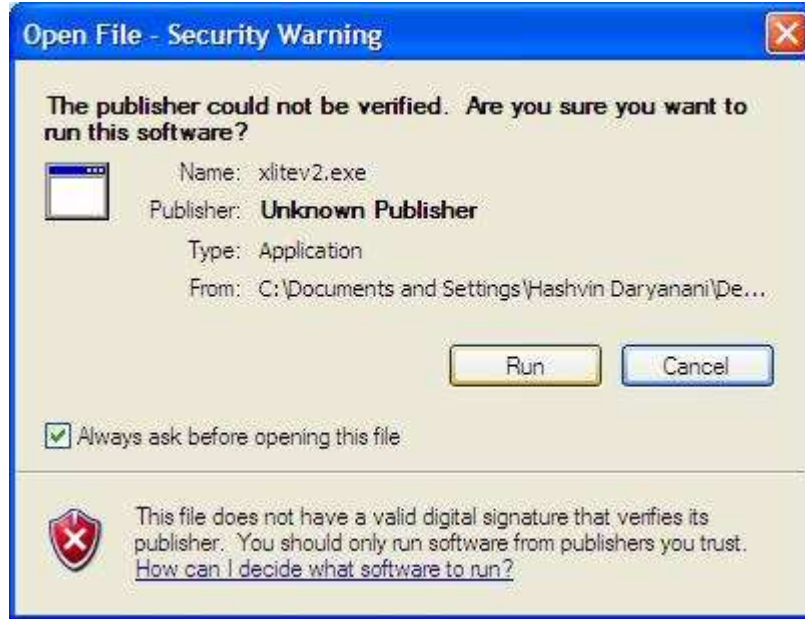 Open File - Security Warning
The publisher could not be verified. Are you sure you want to
run this software?
Name: xlitev2.exe
Publisher: Unknown Publisher
Type: Application
From: C:\Documents and Settings\Hashvin Daryanani\De...
Run Cancel
Always ask before opening this file
This file does not have a valid digital signature that verifies its
publisher. You should only run software from publishers you trust.
How can I decide what software to run?